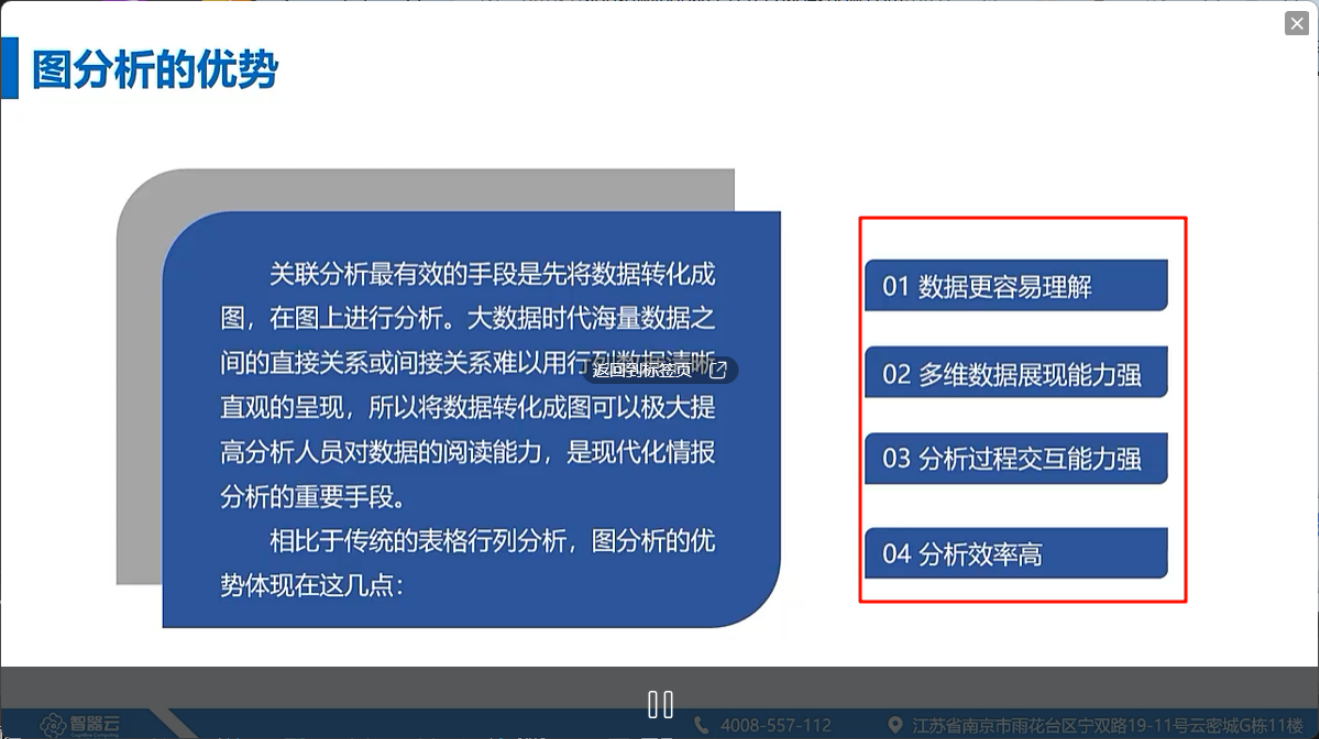 图分析的优势
关联分析最有效的手段是先将数据转化成
图，在图上进行分析。大数据时代海量数据之
间的直接关系或间接关系难以用行列数据清晰
返回到标签页
直观的呈现，所以将数据转化成图可以极大提
高分析人员对数据的阅读能力，是现代化情报
分析的重要手段。
相比于传统的表格行列分析，图分析的优
势体现在这几点：
01 数据更容易理解
02 多维数据展现能力强
03 分析过程交互能力强
04 分析效率高
智器云
4008-557-112
江苏省南京市雨花台区宁双路19-11号云密城G栋11楼